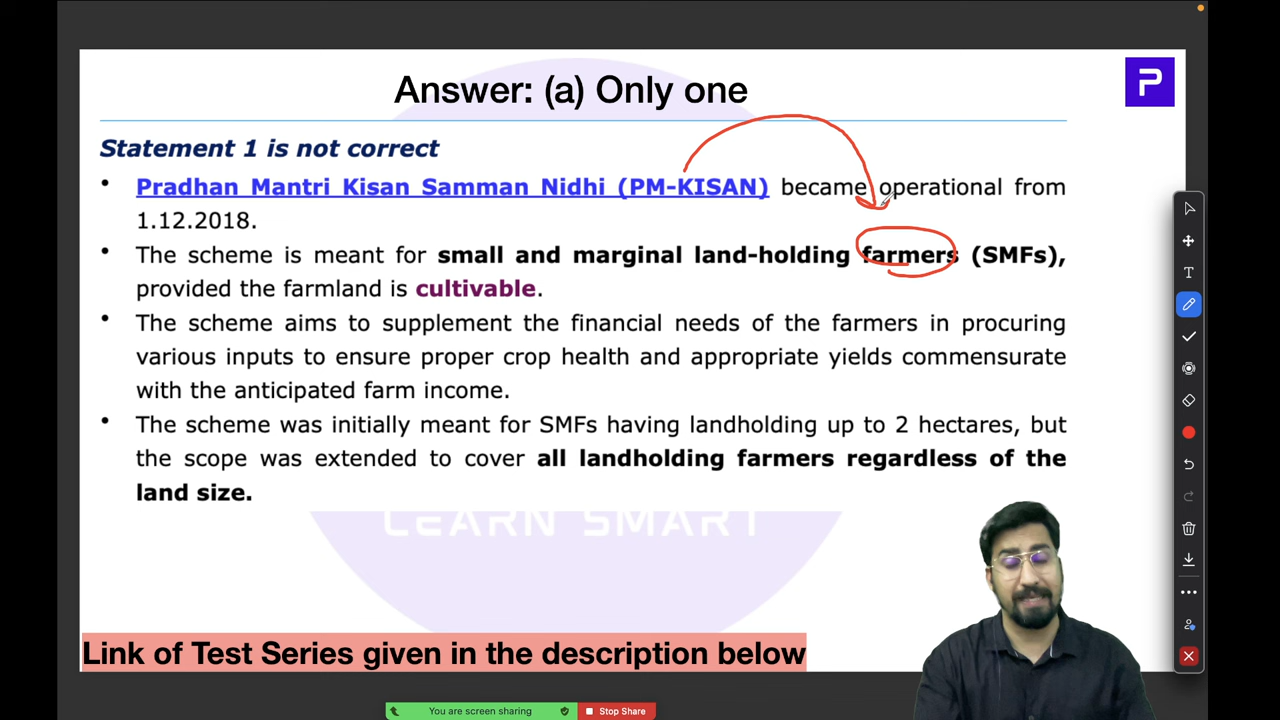 Answer: (a) Only one
P
Statement 1 is not correct
• Pradhan Mantri Kisan Samman Nidhi (PM-KISAN) became operational from
1.12.2018.
• The scheme is meant for small and marginal land-holding farmers (SMFs),
provided the farmland is cultivable.
• The scheme aims to supplement the financial needs of the farmers in procuring
various inputs to ensure proper crop health and appropriate yields commensurate
with the anticipated farm income.
• The scheme was initially meant for SMFs having landholding up to 2 hectares, but
the scope was extended to cover all landholding farmers regardless of the
land size.
LEARN SMART
Link of Test Series given in the description below
You are screen sharing
Stop Share
T